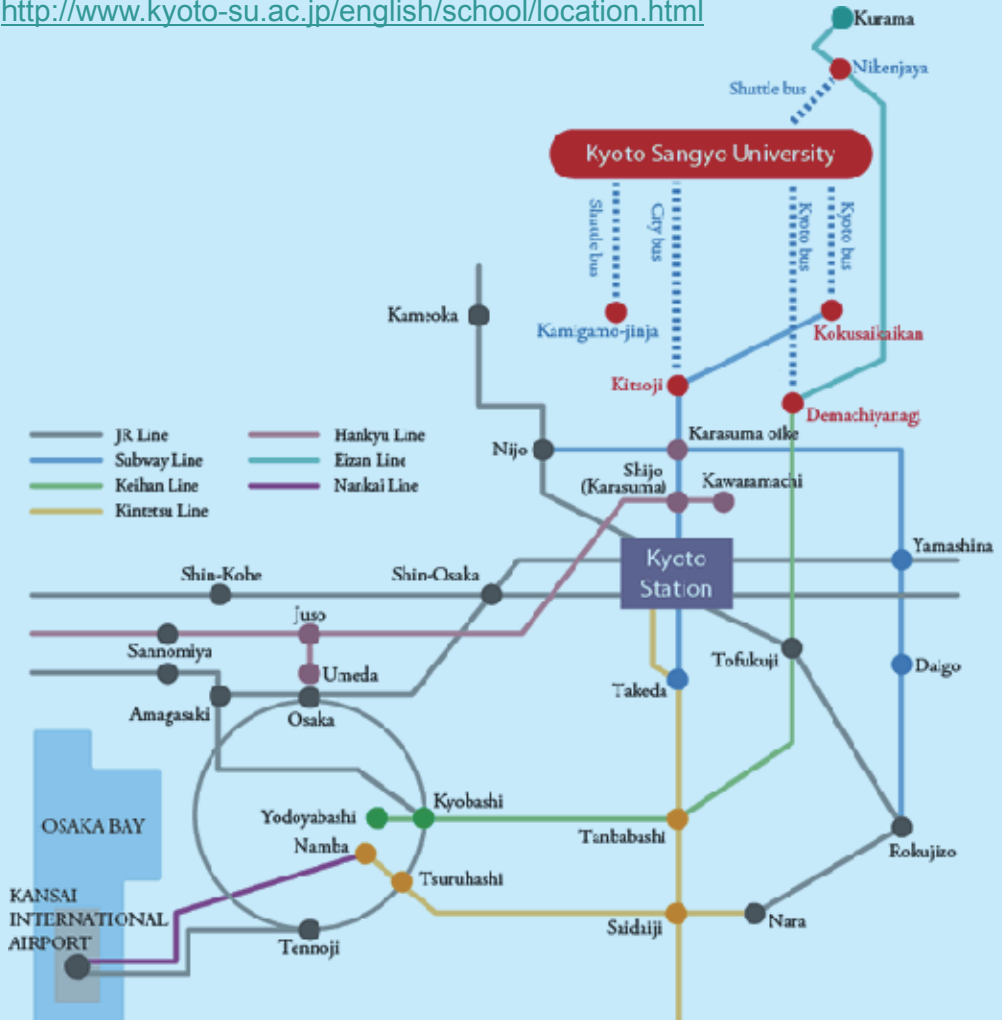 http://www.kyoto-su.ac.jp/english/school/location.html
Kurama
Nikenjaya
Shuttle bus
Kyoto Sangyo University
Shuttle bus
City bus
Kyoto bus
Kyoto bus
Kameoka
Kamigamo-jinja
Kokusaikaikan
Kitaoji
Demachiyanagi
JR Line
Subway Line
Keihan Line
Kintetsu Line
Hankyu Line
Eizan Line
Nankai Line
Nijo
Karasuma oike
Shijo
(Karasuma)
Kawaramachi
Kyoto
Station
Yamashina
Shin-Kobe
Shin-Osaka
Juso
Sannomiya
Umeda
Tofukuji
Daigo
Takeda
Amagasaki
Osaka
OSAKA BAY
Yodoyabashi
Kyobashi
Tanbabashi
Namba
Tsuruhashi
Rokujizo
KANSAI
INTERNATIONAL
AIRPORT
Tennoji
Saidaiji
Nara